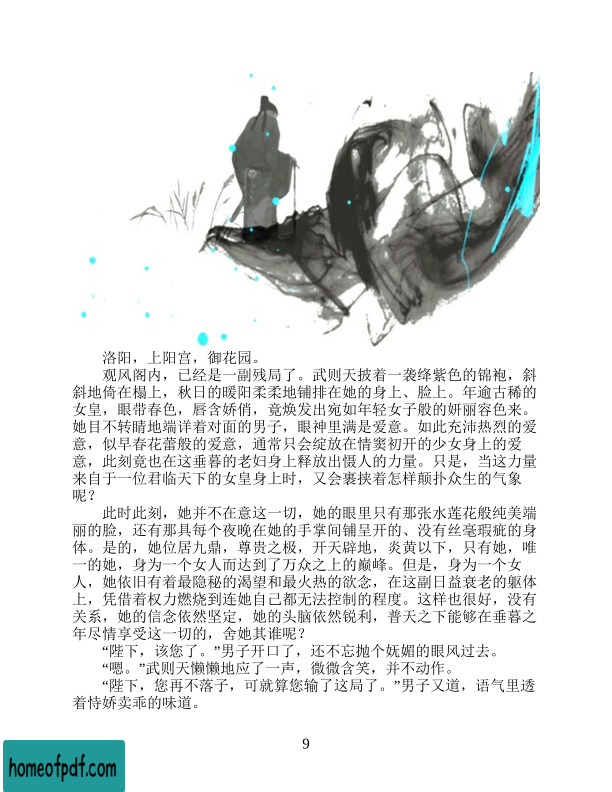 洛阳，上阳宫，御花园。
观风阁内，已经是一副残局了。武则天披着一袭绛紫色的锦袍，斜
斜地倚在榻上，秋日的暖阳柔柔地铺排在她的身上、脸上。年逾古稀的
女皇，眼带春色，唇含娇俏，竟焕发出宛如年轻女子般的妍丽容色来。
她目不转睛地端详着对面的男子，眼神里满是爱意。如此充沛热烈的爱
意，似早春花蕾般的爱意，通常只会绽放在情窦初开的少女身上的爱
意，此刻竟也在这垂暮的老妇身上释放出慑人的力量。只是，当这力量
来自于一位君临天下的女皇身上时，又会裹挟着怎样颠扑众生的气象
呢？
此时此刻，她并不在意这一切，她的眼里只有那张水莲花般纯美端
丽的脸，还有那具每个夜晚在她的手掌间铺呈开的、没有丝毫瑕疵的身
体。是的，她位居九鼎，尊贵之极，开天辟地，炎黄以下，只有她，唯
一的她，身为一个女人而达到了万众之上的巅峰。但是，身为一个女
人，她依旧有着最隐秘的渴望和最火热的欲念，在这副日益衰老的躯体
上，凭借着权力燃烧到连她自己都无法控制的程度。这样也很好，没有
关系，她的信念依然坚定，她的头脑依然锐利，普天之下能够在垂暮之
年尽情享受这一切的，舍她其谁呢？
“陛下，该您了。”男子开口了，还不忘抛个妩媚的眼风过去。
“嗯。”武则天懒懒地应了一声，微微含笑，并不动作。
“陛下，您再不落子，可就算您输了这局了。”男子又道，语气里透
着恃娇卖乖的味道。
9
homeofpdf.com